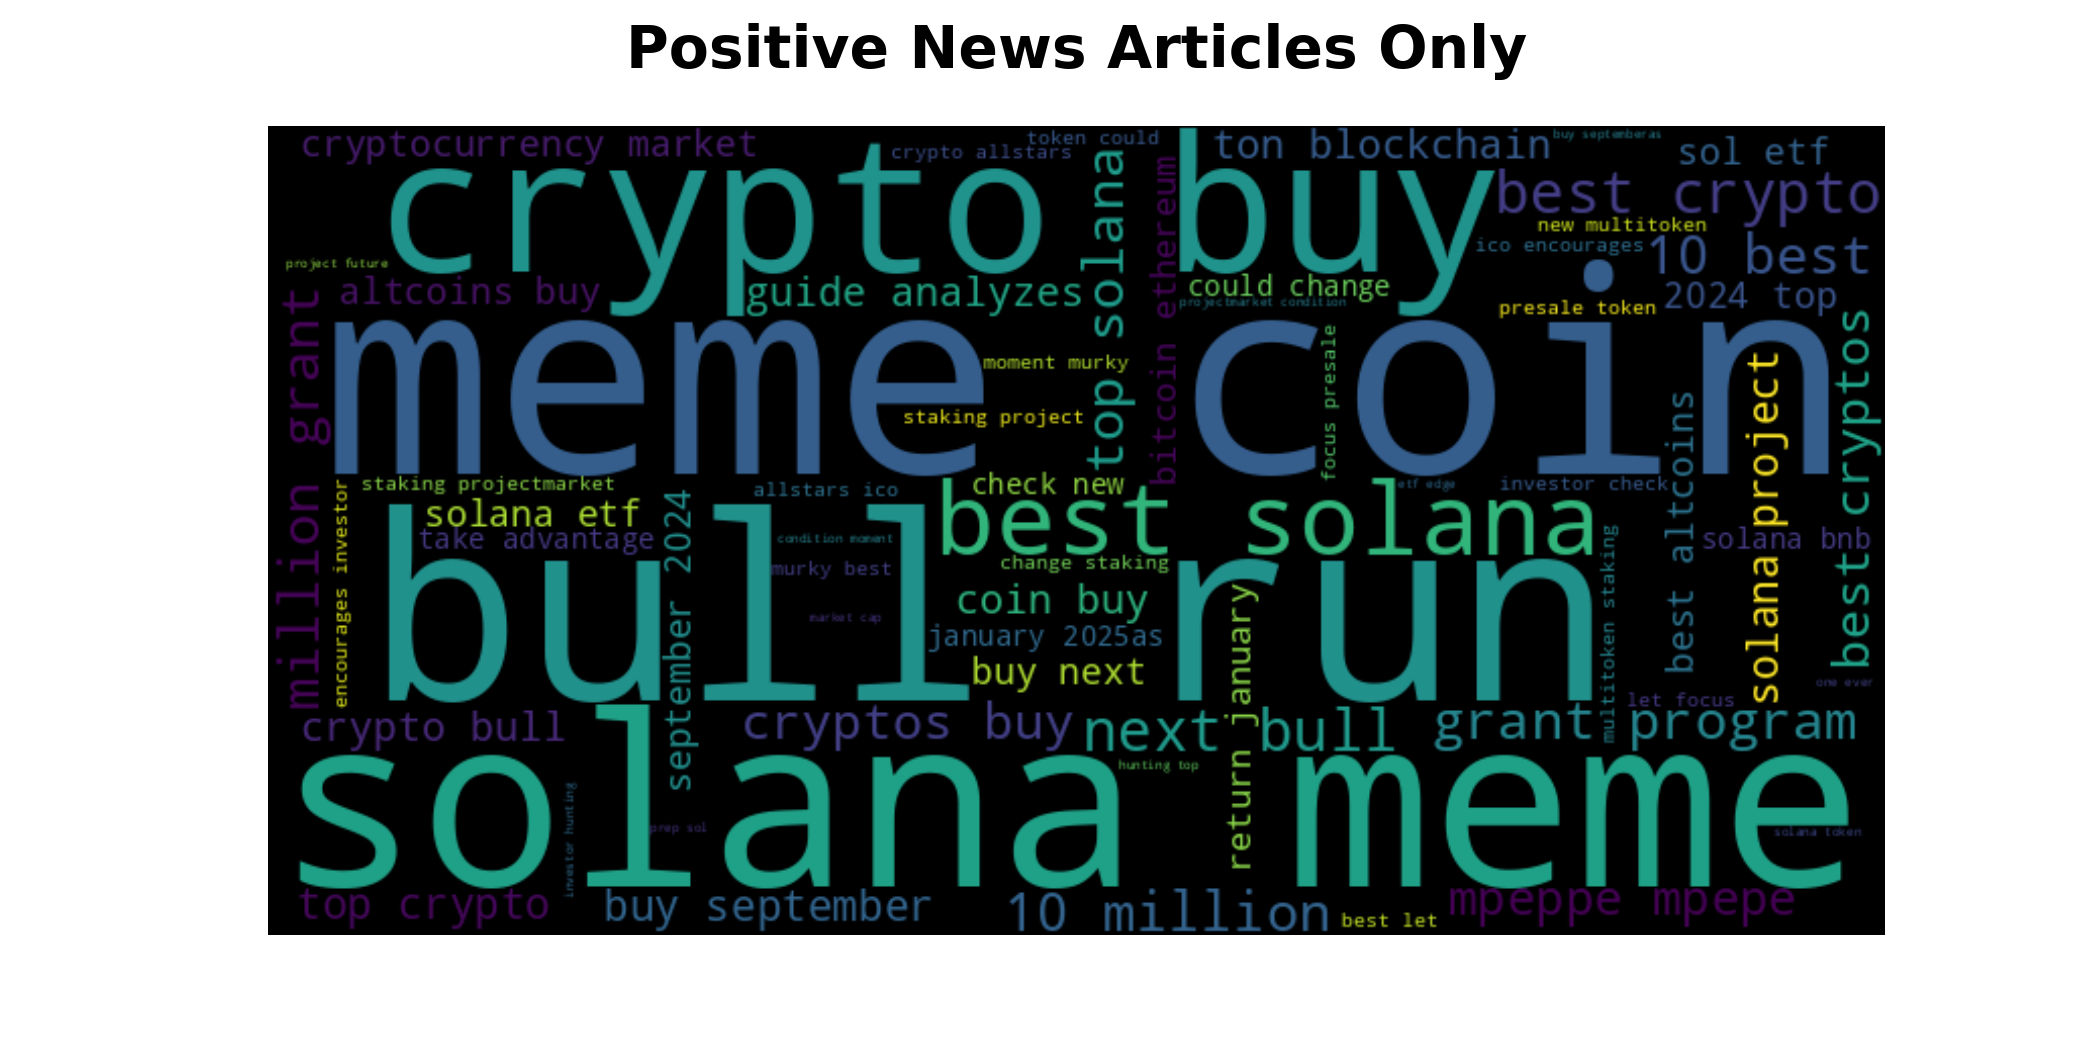 Positive News Articles Only
cryptocurrency market
token could
crypto allstars
ton blockchain
buy septemberas
sol etf
crypto buy
best crypto
new multitoken
ico encourages
10 best
project future
altcoins buy
guide analyzes
top solana
bitcoin ethereum
could change
projectmarket condition
presale token
2024 top
million grant
meme coin
moment murky
staking project
focus presale
best altcoins
solana project
best cryptos
staking projectmarket
allstars ico
check new
etf edge
investor check
encourages investor
solana etf
take advantage
september 2024
condition moment
murky best
market cap
best solana
change staking
solana bnb
bull run
coin buy
january 2025as
buy next
return january
multitoken staking
one ever
let focus
crypto bull
cryptos buy
next bull
grant program
hunting top
solana meme
investor hunting
prep sol
solana token
top crypto
buy september
10 million
best let
mpeppe mpepe